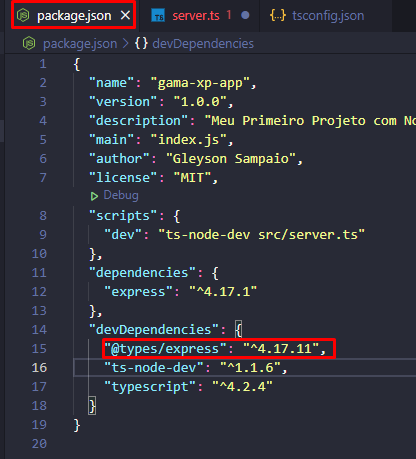 package.json
TS server.ts 1
tsconfig.json
package.json > {} devDependencies
1 {
2 "name": "gama-xp-app",
3 "version": "1.0.0",
4 "description": "Meu Primeiro Projeto com No
5 "main": "index.js",
6 "author": "Gleyson Sampaio",
7 "license": "MIT",
Debug
8 "scripts": {
9 "dev": "ts-node-dev src/server.ts"
10 },
11 "dependencies": {
12 "express": "^4.17.1"
13 },
14 "devDependencies": {
15 "@types/express": "^4.17.11",
16 "ts-node-dev": "^1.1.6",
17 "typescript": "^4.2.4"
18 }
19 }
20